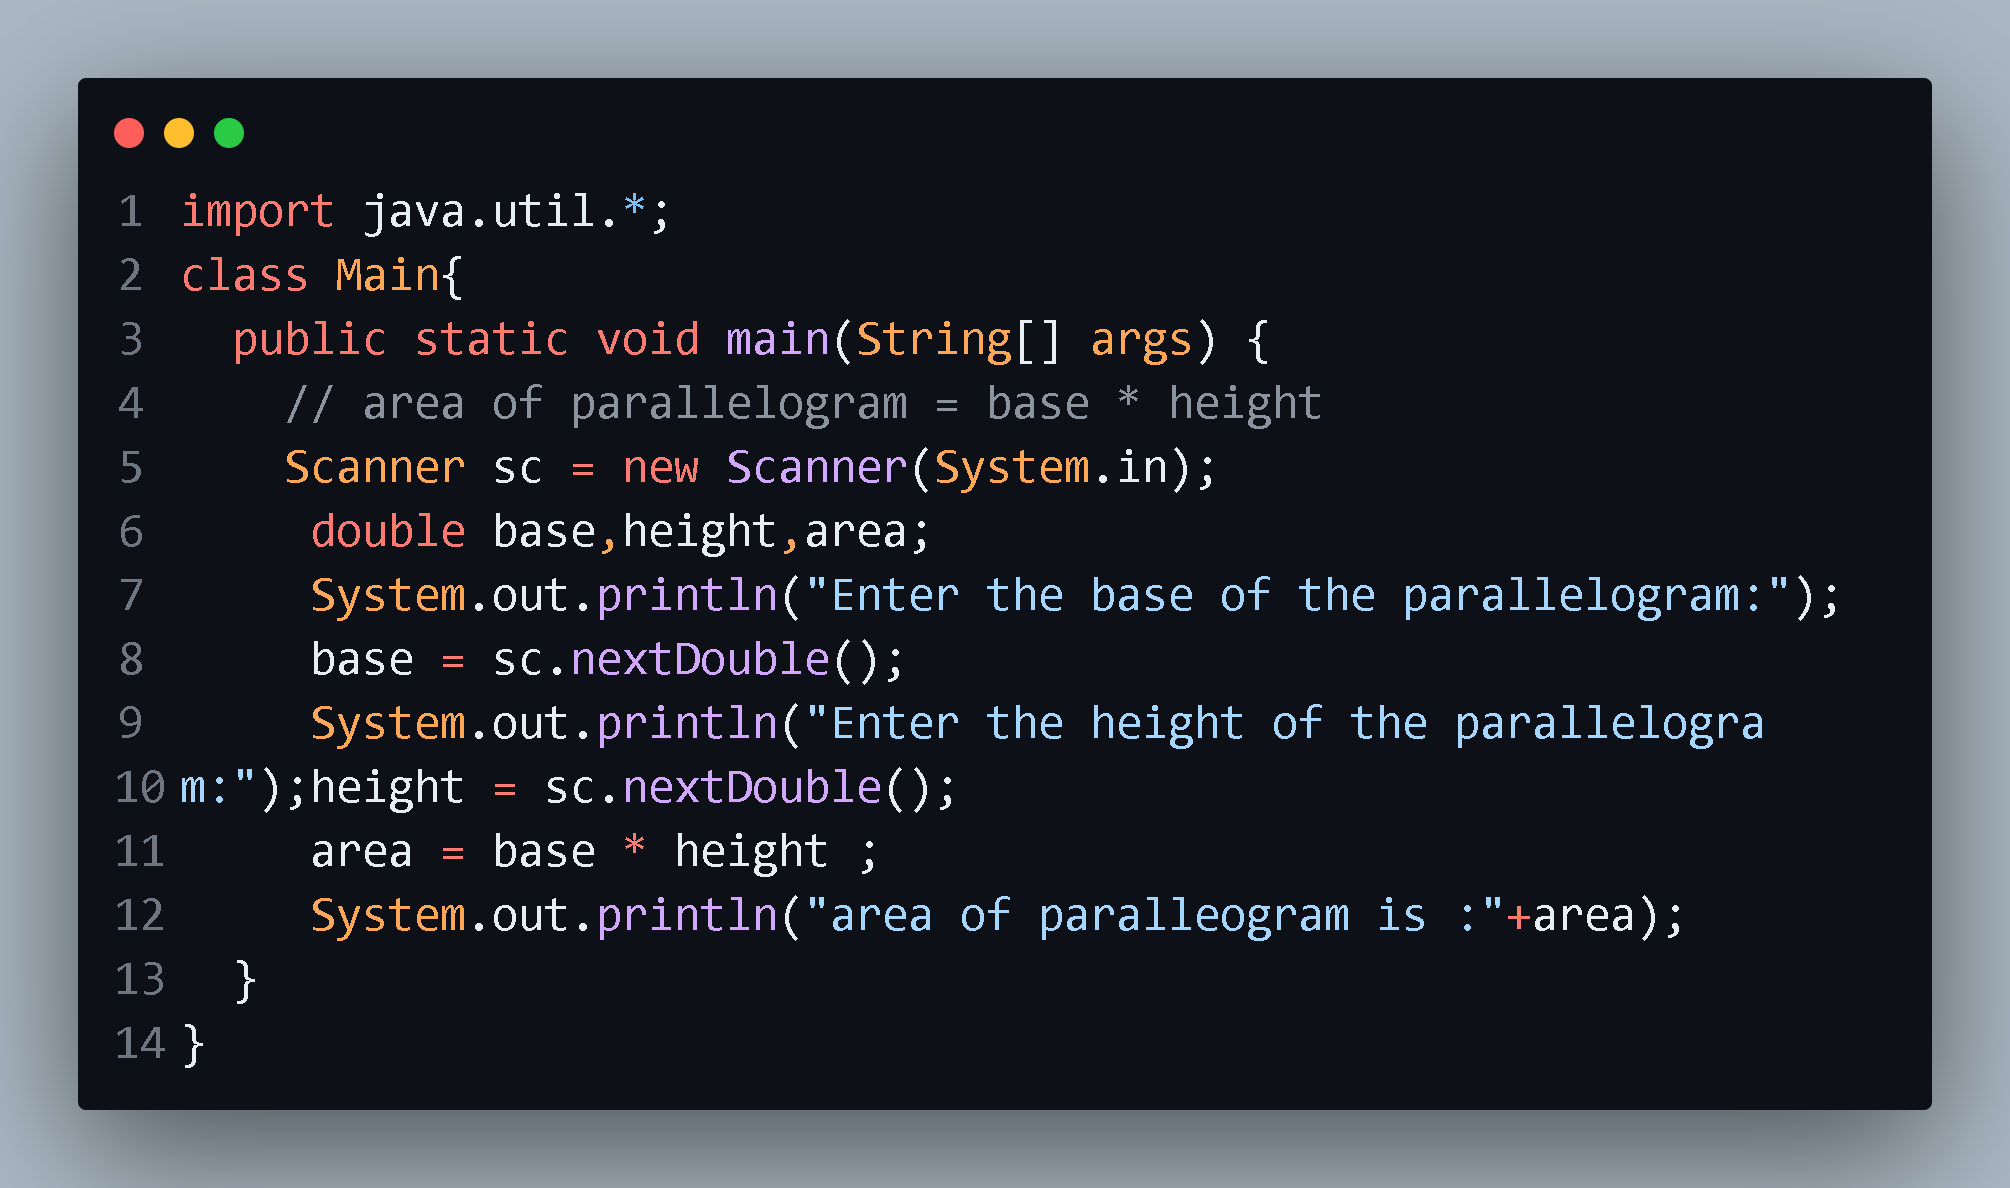 1 import java.util.*;
2 class Main{
3   public static void main(String[] args) {
4     // area of parallelogram = base * height
5     Scanner sc = new Scanner(System.in);
6      double base,height,area;
7      System.out.println("Enter the base of the parallelogram:");
8      base = sc.nextDouble();
9      System.out.println("Enter the height of the parallelogra
10 m:");height = sc.nextDouble();
11      area = base * height ;
12      System.out.println("area of paralleogram is :"+area);
13   }
14 }